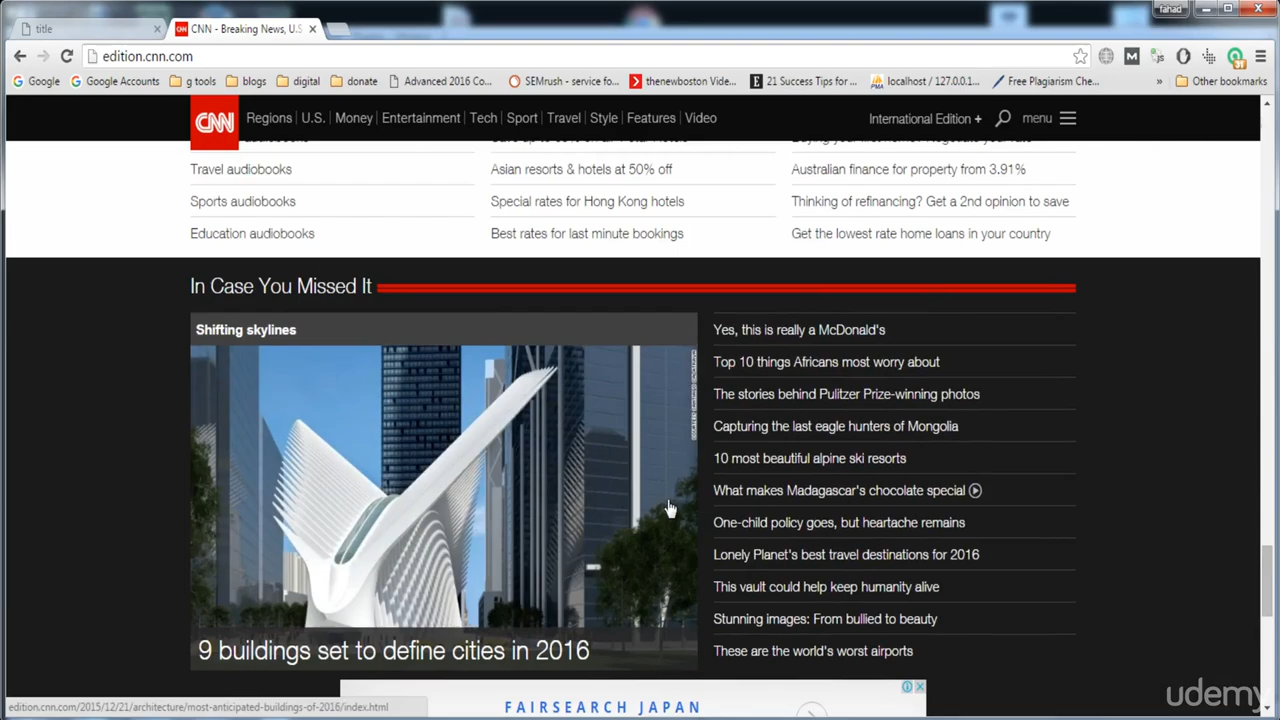 fahad
title
CNN - Breaking News, U.S
edition.cnn.com
Google
Google Accounts
g tools
blogs
digital
donate
Advanced 2016 Co...
SEMrush - service fo...
thenewboston Vide...
21 Success Tips for ...
localhost / 127.0.0.1...
Free Plagiarism Che...
»
Other bookmarks
CNN
Regions
U.S.
Money
Entertainment
Tech
Sport
Travel
Style
Features
Video
International Edition +
menu
Travel audiobooks
Asian resorts & hotels at 50% off
Australian finance for property from 3.91%
Sports audiobooks
Special rates for Hong Kong hotels
Thinking of refinancing? Get a 2nd opinion to save
Education audiobooks
Best rates for last minute bookings
Get the lowest rate home loans in your country
In Case You Missed It
Shifting skylines
9 buildings set to define cities in 2016
Yes, this is really a McDonald's
Top 10 things Africans most worry about
The stories behind Pulitzer Prize-winning photos
Capturing the last eagle hunters of Mongolia
10 most beautiful alpine ski resorts
What makes Madagascar's chocolate special
One-child policy goes, but heartache remains
Lonely Planet's best travel destinations for 2016
This vault could help keep humanity alive
Stunning images: From bullied to beauty
These are the world's worst airports
FAIRSEARCH JAPAN
edition.cnn.com/2015/12/21/architecture/most-anticipated-buildings-of-2016/index.html
udemy